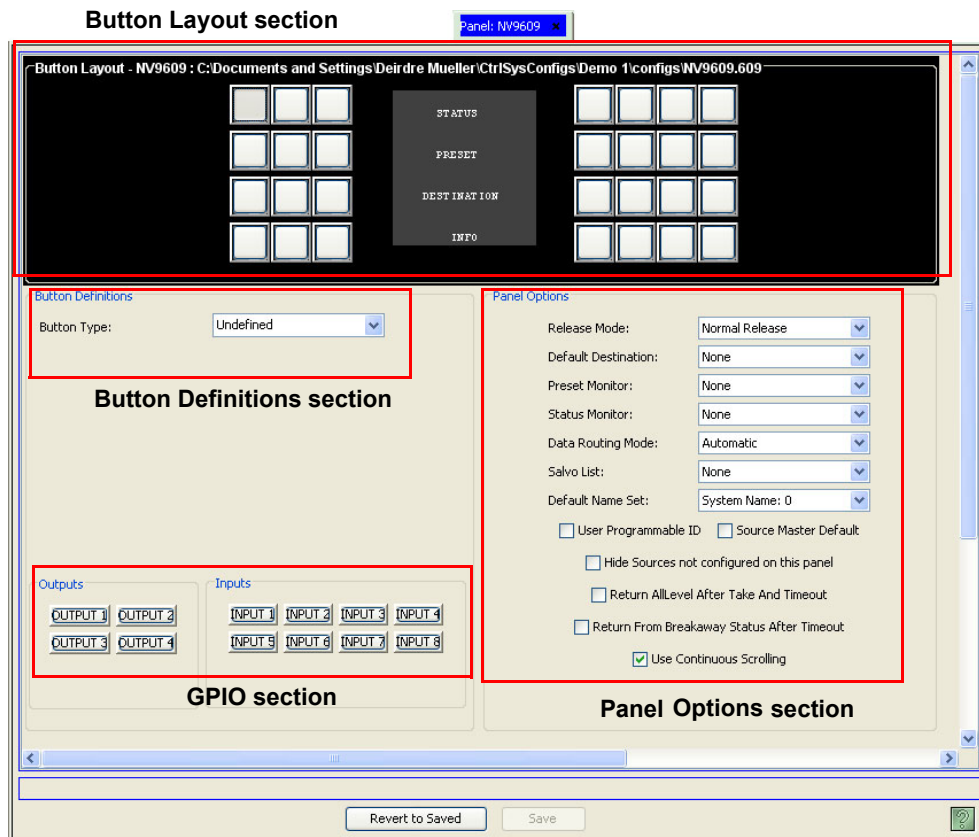 Button Layout section
Panel: NV9609 ×
Button Layout - NV9609 : C:\Documents and Settings\Deirdre Mueller\CtrlSysConfigs\Demo 1\configs\NV9609.609
STATUS
PRESET
DESTINATION
INFO
Button Definitions
Button Type: Undefined
Button Definitions section
Panel Options
Release Mode: Normal Release
Default Destination: None
Preset Monitor: None
Status Monitor: None
Data Routing Mode: Automatic
Salvo List: None
Default Name Set: System Name: 0
User Programmable ID Source Master Default
Hide Sources not configured on this panel
Return AllLevel After Take And Timeout
Return From Breakaway Status After Timeout
Use Continuous Scrolling
Panel Options section
Outputs
OUTPUT 1 OUTPUT 2
OUTPUT 3 OUTPUT 4
Inputs
INPUT 1 INPUT 2 INPUT 3 INPUT 4
INPUT 5 INPUT 6 INPUT 7 INPUT 8
GPIO section
Revert to Saved Save ?